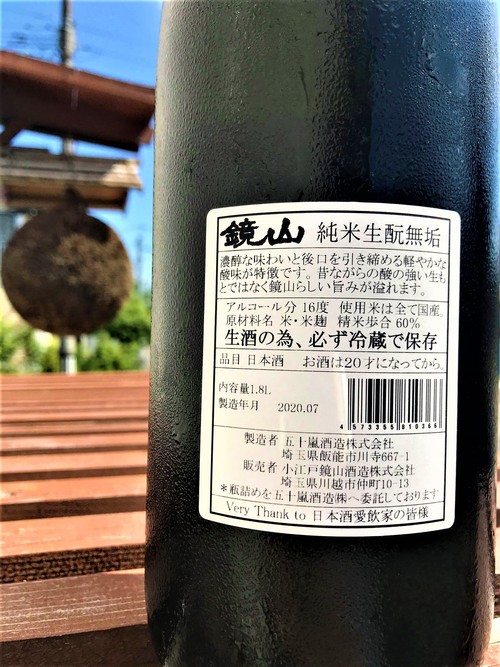 鏡山 純米生酛無垢
濃醇な味わいと後口を引き締める軽やかな
酸味が特徴です。昔ながらの酸の強い生も
とではなく鏡山らしい旨みが溢れます。
アルコール分 16度 使用米は全て国産。
原材料名 米・米麹 精米歩合 60%
生酒の為、必ず冷蔵で保存
品目 日本酒 お酒は20才になってから。
内容量1.8L
製造年月 2020.07
4573355810366
製造者 五十嵐酒造株式会社
埼玉県飯能市川寺667-1
販売者 小江戸鏡山酒造株式会社
埼玉県川越市仲町10-13
*瓶詰めを五十嵐酒造㈱へ委託しております
Very Thank to 日本酒愛飲家の皆様